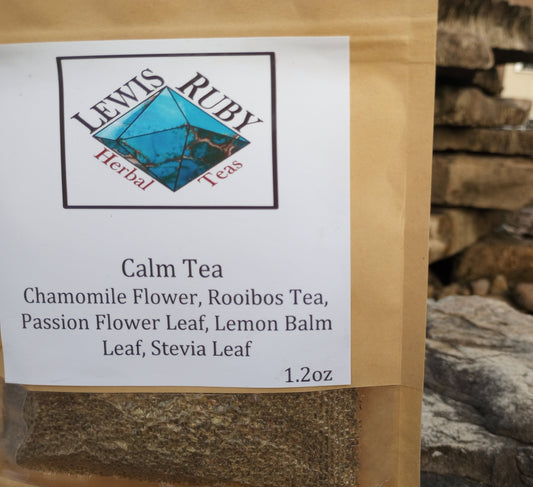 LEWIS RUBY
Herbal Teas
Calm Tea
Chamomile Flower, Rooibos Tea,
Passion Flower Leaf, Lemon Balm
Leaf, Stevia Leaf
1.2oz